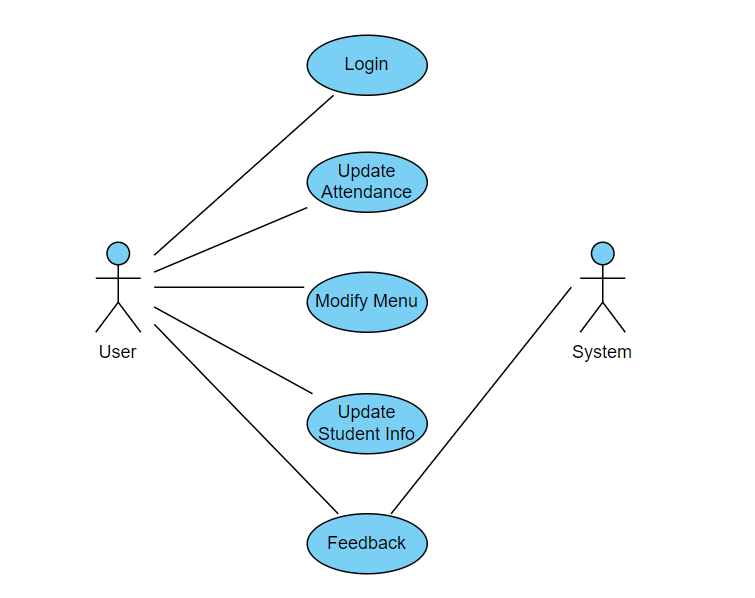 Login
Update
Attendance
Modify Menu
User
System
Update
Student Info
Feedback